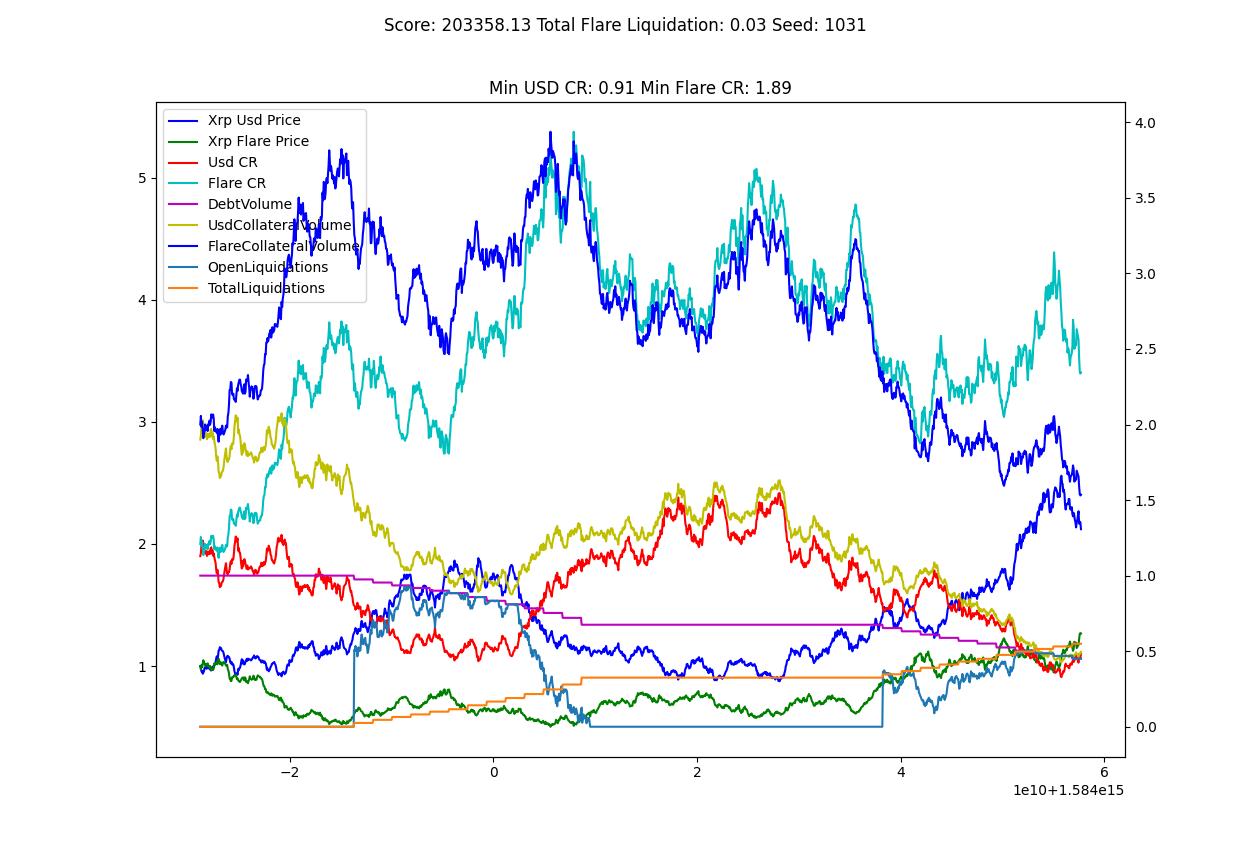 Score: 203358.13 Total Flare Liquidation: 0.03 Seed: 1031
Min USD CR: 0.91 Min Flare CR: 1.89
Xrp Usd Price
Xrp Flare Price
Usd CR
Flare CR
DebtVolume
UsdCollateralVolume
FlareCollateralVolume
OpenLiquidations
TotalLiquidations
5
4
3
2
1
4.0
3.5
3.0
2.5
2.0
1.5
1.0
0.5
0.0
−2 0 2 4 6
1e10+1.584e15